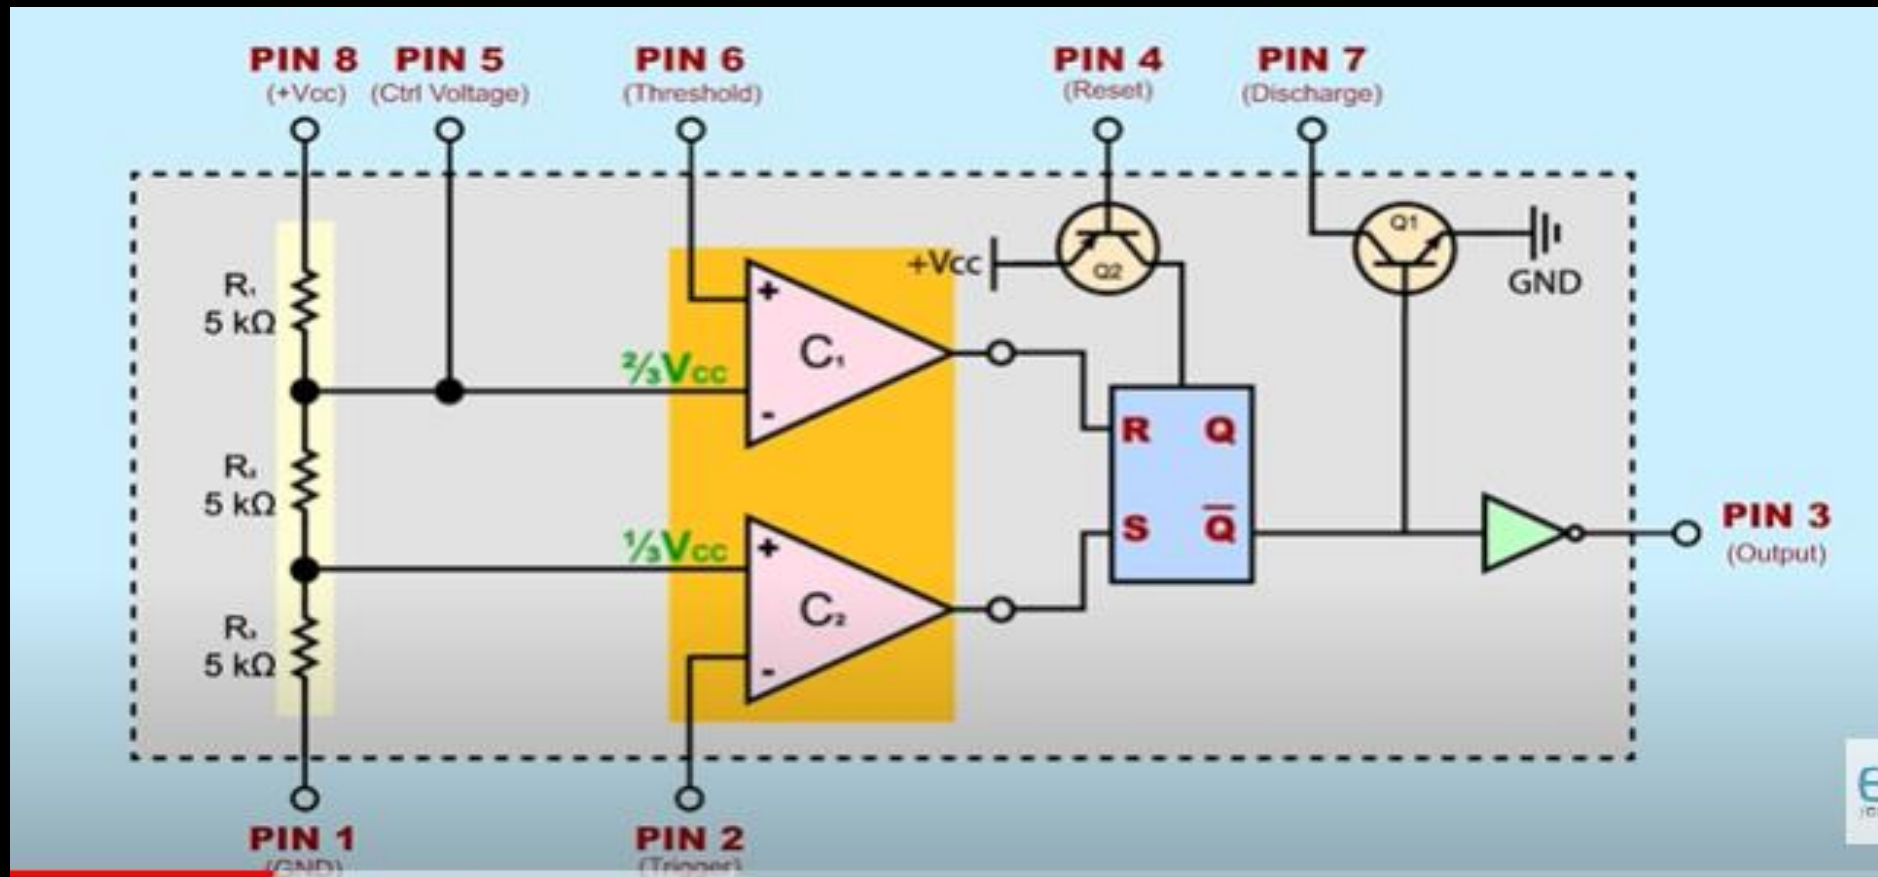 PIN 8
(+Vcc)
PIN 5
(Ctrl Voltage)
PIN 6
(Threshold)
PIN 4
(Reset)
PIN 7
(Discharge)
R₁
5 kΩ
R₂
5 kΩ
R₃
5 kΩ
⅔Vcc
⅓Vcc
+
C₁
-
+
C₂
-
+Vcc
Q2
Q1
GND
R Q
S Q̅
PIN 3
(Output)
PIN 1
(GND)
PIN 2
(Trigger)